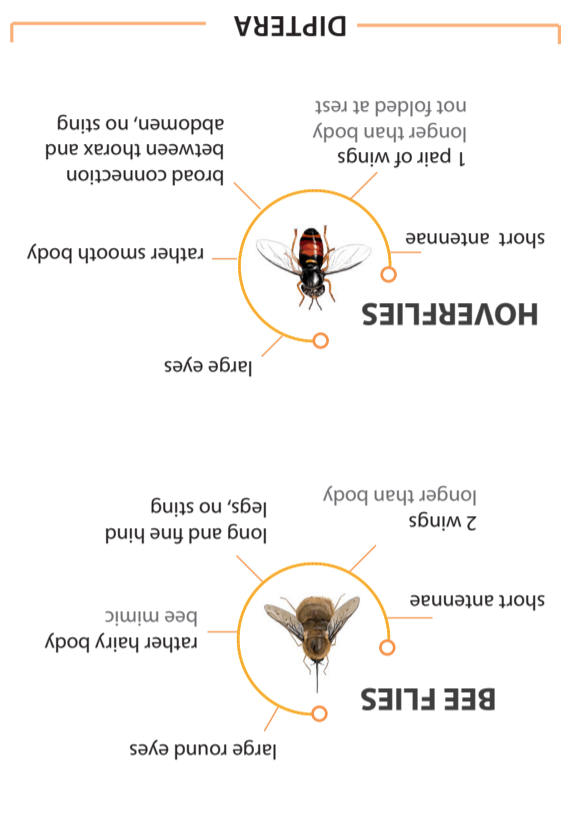 large round eyes
BEE FLIES
rather hairy body
bee mimic
short antennae
2 wings
longer than body
long and fine hind
legs, no sting
large eyes
HOVERFLIES
short antennae
rather smooth body
1 pair of wings
longer than body
not folded at rest
broad connection
between thorax and
abdomen, no sting
DIPTERA